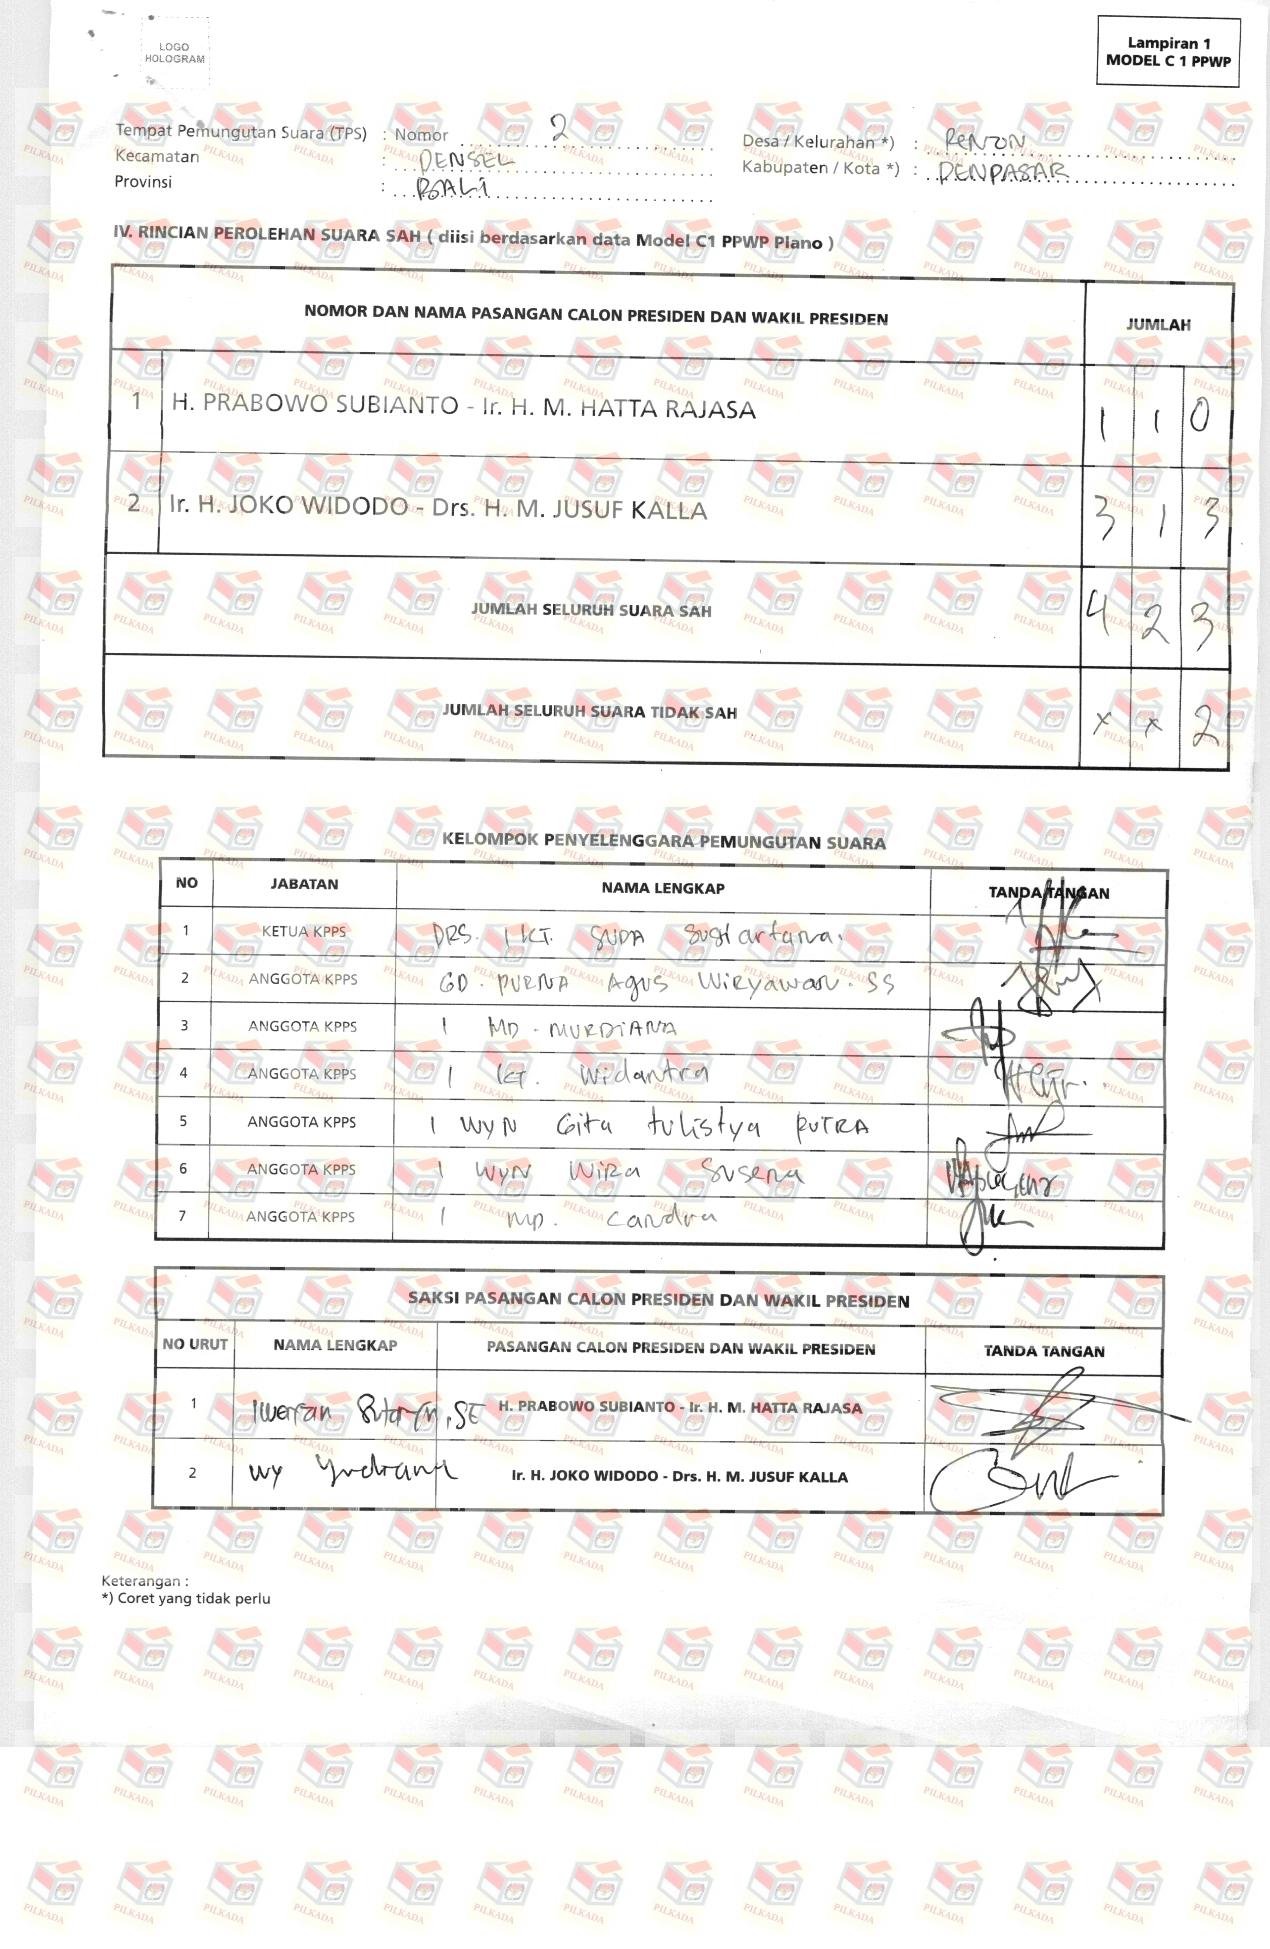 LOGO
HOLOGRAM
Lampiran 1
MODEL C 1 PPWP
Tempat Pemungutan Suara (TPS) : Nomor 2
Desa / Kelurahan *) : RENON
Kecamatan : DENSEL
Kabupaten / Kota *) : DENPASAR
Provinsi : BALI
IV. RINCIAN PEROLEHAN SUARA SAH ( diisi berdasarkan data Model C1 PPWP Plano )
NOMOR DAN NAMA PASANGAN CALON PRESIDEN DAN WAKIL PRESIDEN JUMLAH
1 H. PRABOWO SUBIANTO - Ir. H. M. HATTA RAJASA 1 1 0
2 Ir. H. JOKO WIDODO - Drs. H. M. JUSUF KALLA 3 1 3
JUMLAH SELURUH SUARA SAH 4 2 3
JUMLAH SELURUH SUARA TIDAK SAH x x 2
KELOMPOK PENYELENGGARA PEMUNGUTAN SUARA
NO JABATAN NAMA LENGKAP TANDA TANGAN
1 KETUA KPPS DRS. I KT. SUDA Sugiartana.
2 ANGGOTA KPPS GD. PURNA Agus Wiryawan. SS
3 ANGGOTA KPPS I MD. MURDIANA
4 ANGGOTA KPPS I KT. Widantra
5 ANGGOTA KPPS I WYN Gita tulistya PUTRA
6 ANGGOTA KPPS I WYN Wira Susena
7 ANGGOTA KPPS I MD. Candra
SAKSI PASANGAN CALON PRESIDEN DAN WAKIL PRESIDEN
NO URUT NAMA LENGKAP PASANGAN CALON PRESIDEN DAN WAKIL PRESIDEN TANDA TANGAN
1 SE H. PRABOWO SUBIANTO - Ir. H. M. HATTA RAJASA
2 Wy Ir. H. JOKO WIDODO - Drs. H. M. JUSUF KALLA
Keterangan :
*) Coret yang tidak perlu
PILKADA